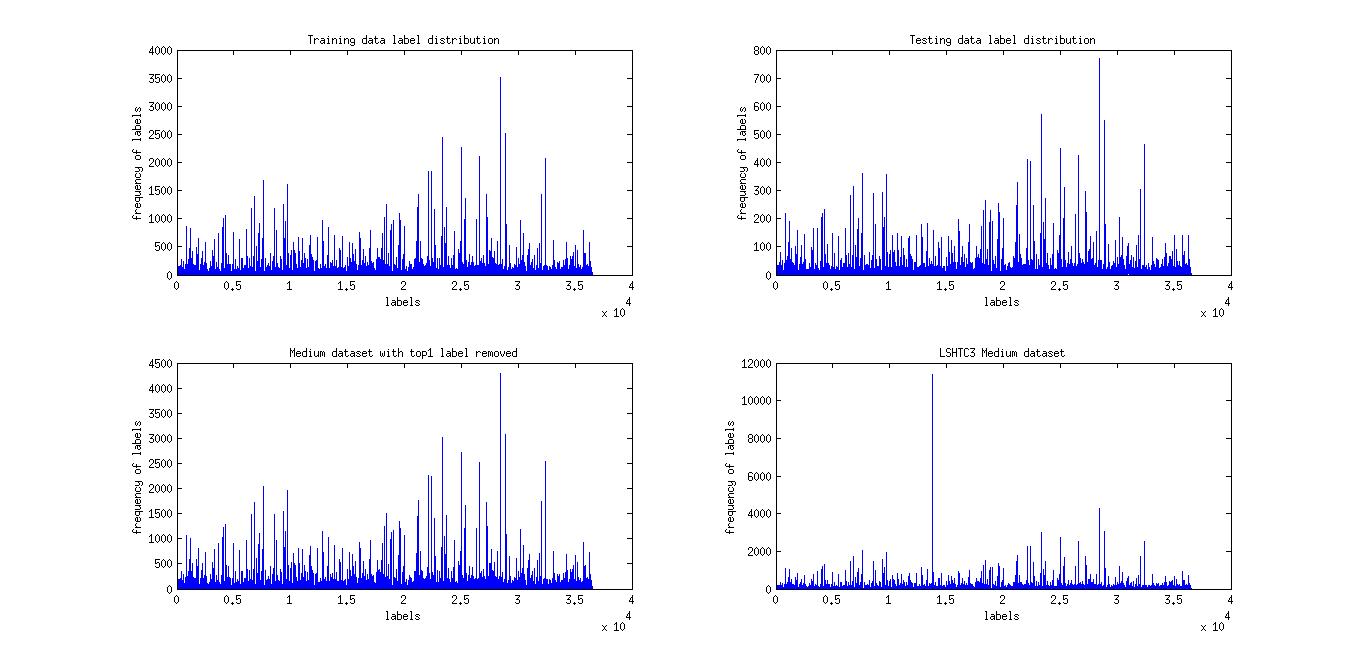 Training data label distribution
4000
3500
3000
2500
2000
1500
1000
500
0
frequency of labels
0 0.5 1 1.5 2 2.5 3 3.5 4
labels
x 10 4
Testing data label distribution
800
700
600
500
400
300
200
100
0
frequency of labels
0 0.5 1 1.5 2 2.5 3 3.5 4
labels
x 10 4
Medium dataset with top1 label removed
4500
4000
3500
3000
2500
2000
1500
1000
500
0
frequency of labels
0 0.5 1 1.5 2 2.5 3 3.5 4
labels
x 10 4
LSHTC3 Medium dataset
12000
10000
8000
6000
4000
2000
0
frequency of labels
0 0.5 1 1.5 2 2.5 3 3.5 4
labels
x 10 4